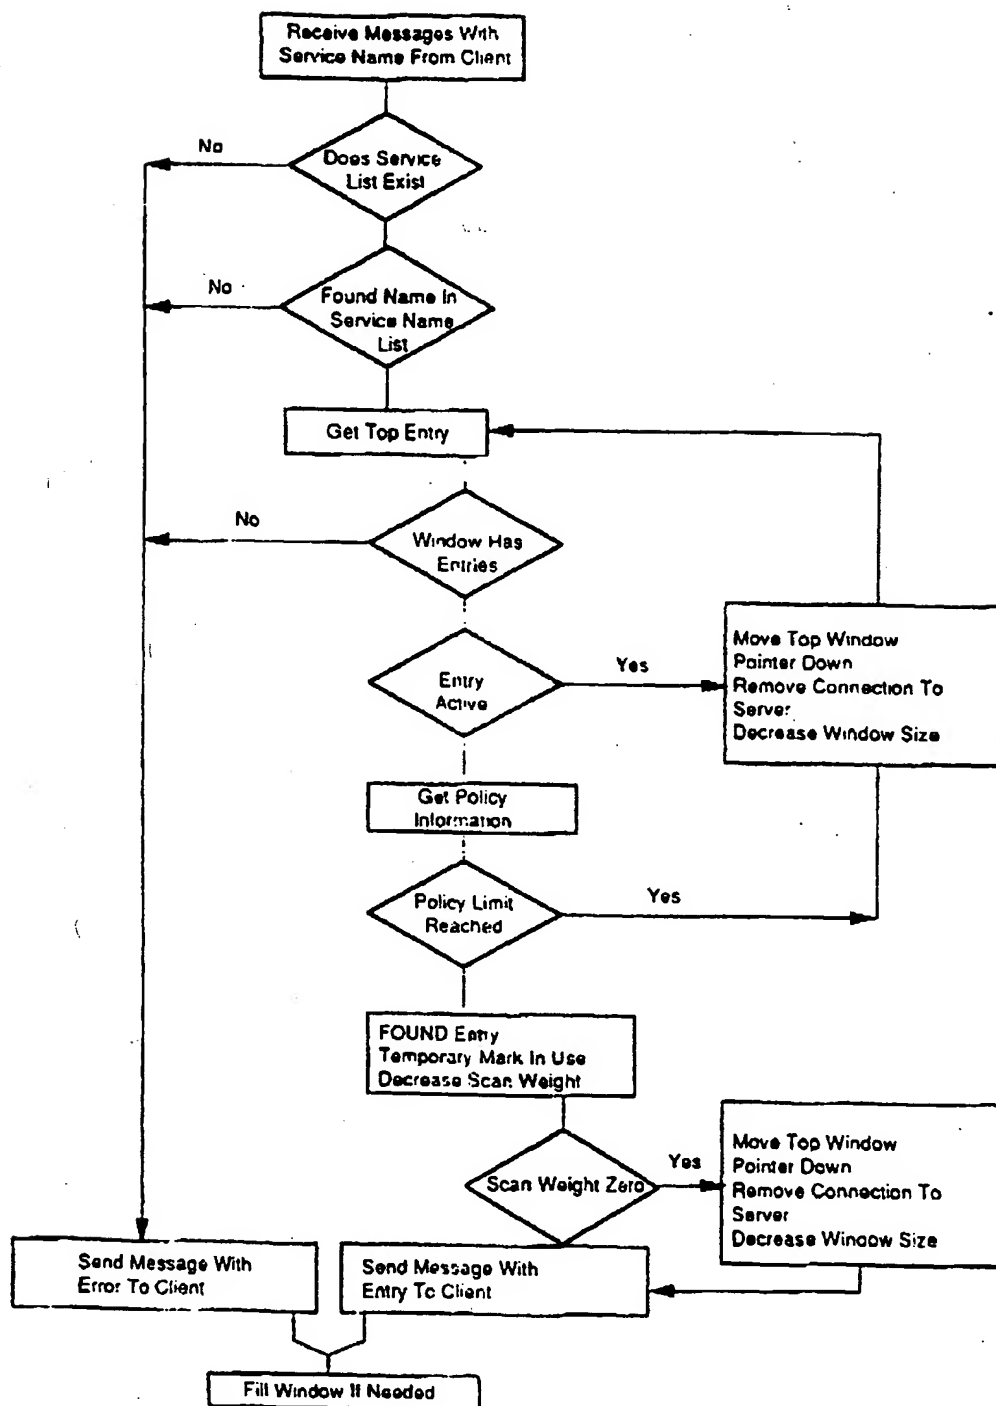 Receive Messages With
Service Name From Client
No
Does Service
List Exist
No
Found Name In
Service Name
List
Get Top Entry
No
Window Has
Entries
Move Top Window
Pointer Down
Remove Connection To
Server
Decrease Window Size
Yes
Entry
Active
Get Policy
Information
Policy Limit
Reached
Yes
FOUND Entry
Temporary Mark In Use
Decrease Scan Weight
Scan Weight Zero
Yes
Move Top Window
Pointer Down
Remove Connection To
Server
Decrease Window Size
Send Message With
Error To Client
Send Message With
Entry To Client
Fill Window If Needed